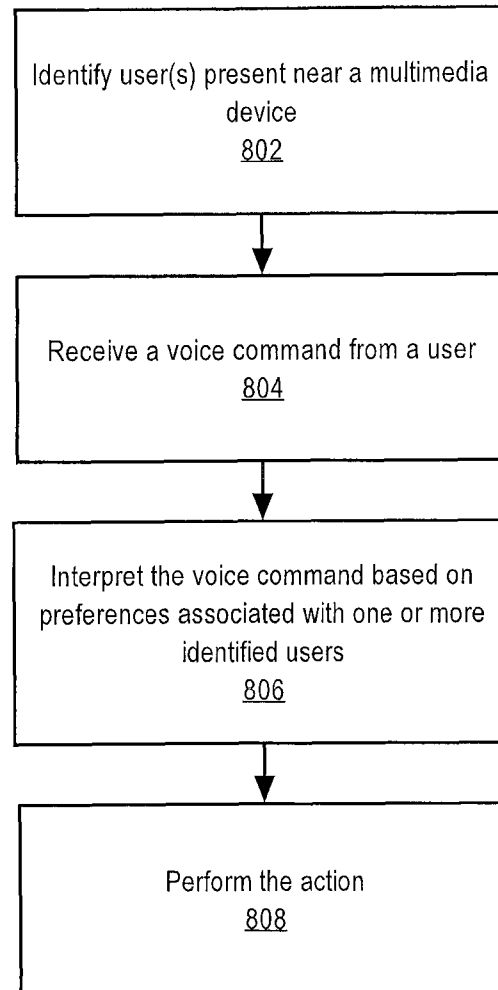 Identify user(s) present near a multimedia
device
802
Receive a voice command from a user
804
Interpret the voice command based on
preferences associated with one or more
identified users
806
Perform the action
808